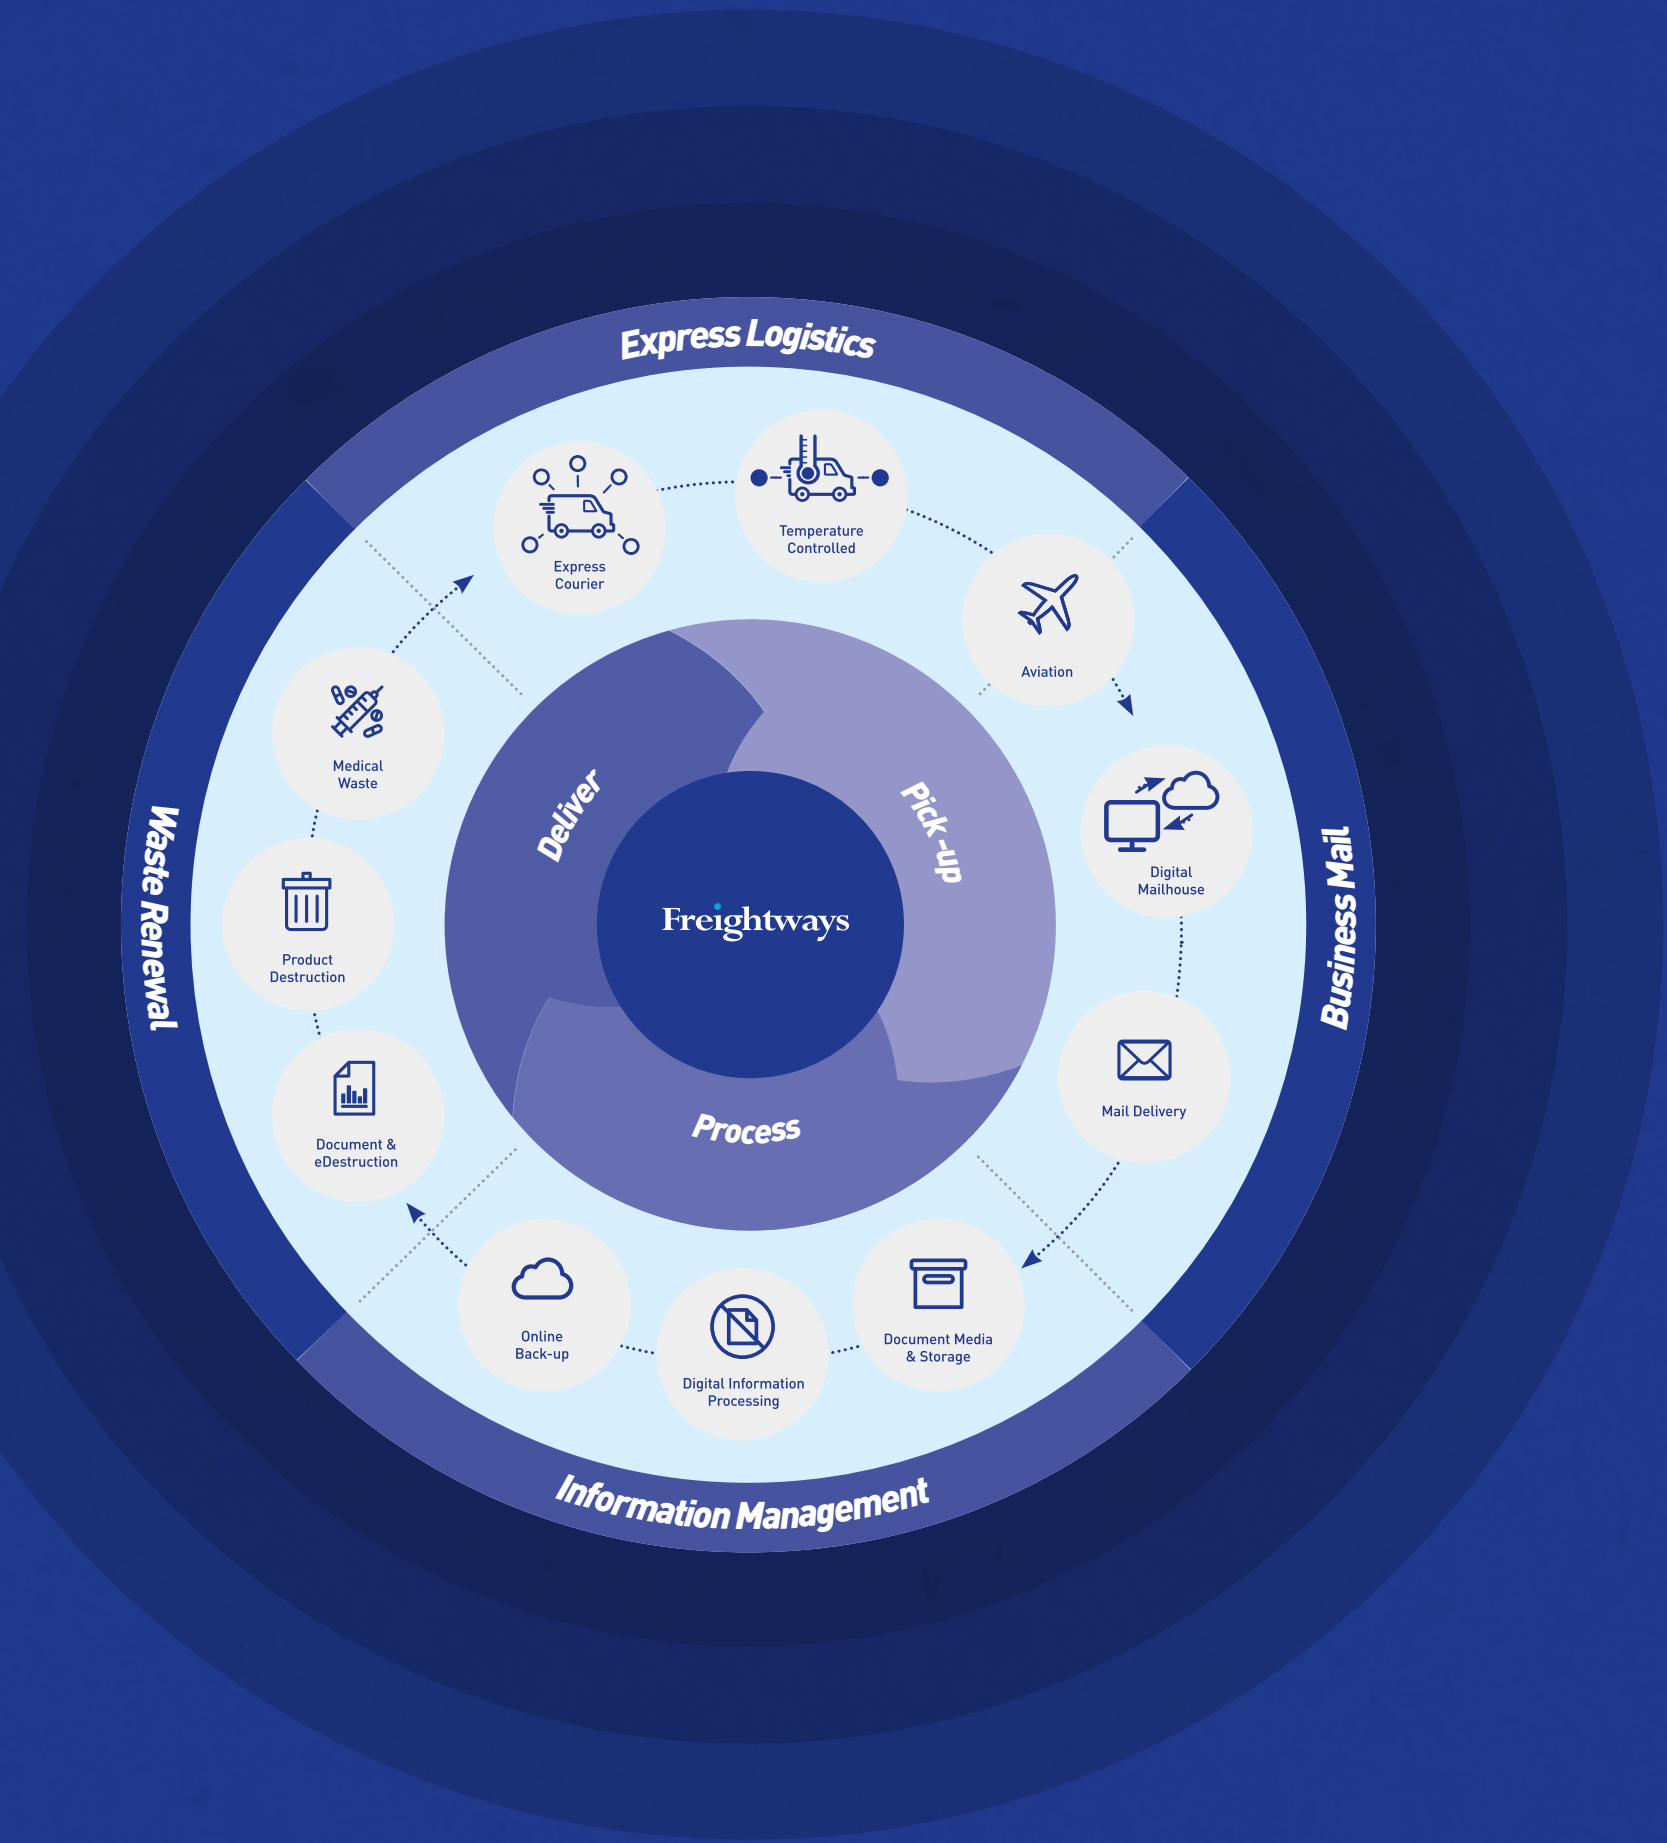 Express Logistics
Express
Courier
Temperature
Controlled
Aviation
Business Mail
Digital
Mailhouse
Mail Delivery
Information Management
Document Media
& Storage
Digital Information
Processing
Online
Back-up
Waste Renewal
Document &
eDestruction
Product
Destruction
Medical
Waste
Pick-up
Process
Deliver
Freightways